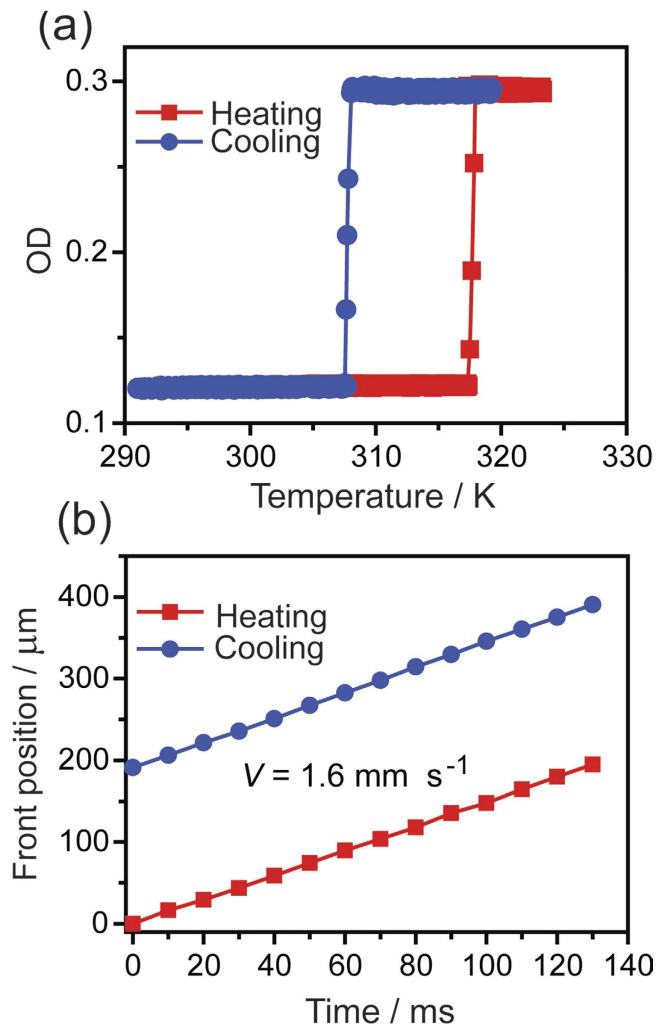 (a)
0.3
0.2
0.1
OD
Heating
Cooling
290 300 310 320 330
Temperature / K
(b)
400
300
200
100
0
Front position / μm
Heating
Cooling
V = 1.6 mm s⁻¹
0 20 40 60 80 100 120 140
Time / ms